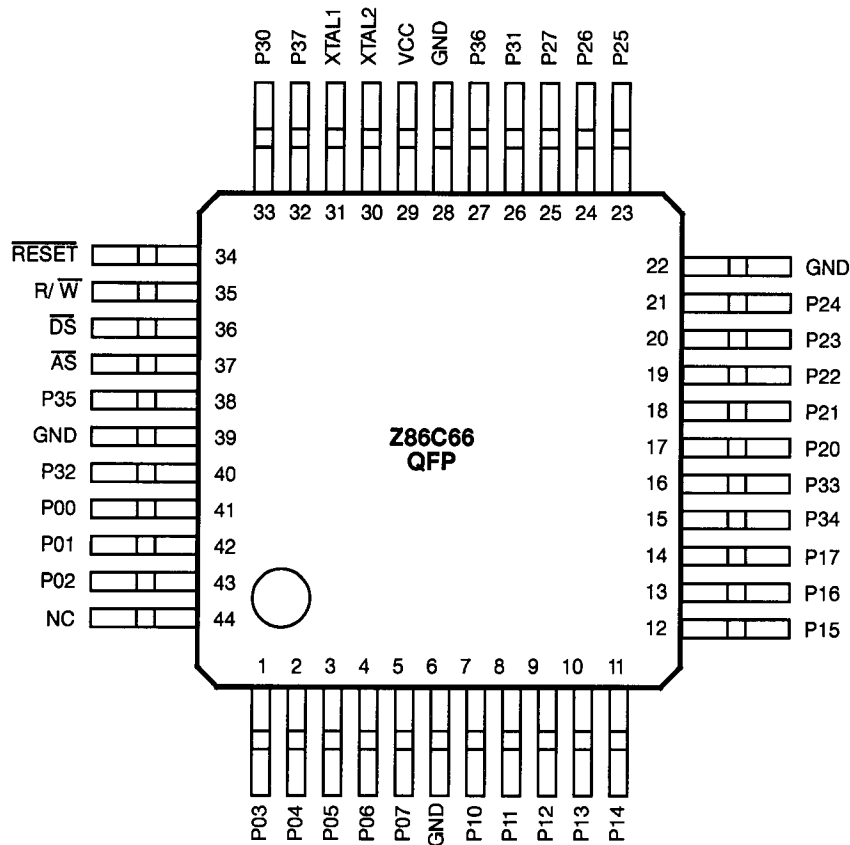 P30 P37 XTAL1 XTAL2 VCC GND P36 P31 P27 P26 P25
33 32 31 30 29 28 27 26 25 24 23
R̅E̅S̅E̅T̅ 34
R/ W̅ 35
D̅S̅ 36
A̅S̅ 37
P35 38
GND 39
P32 40
P00 41
P01 42
P02 43
NC 44
Z86C66
QFP
22 GND
21 P24
20 P23
19 P22
18 P21
17 P20
16 P33
15 P34
14 P17
13 P16
12 P15
1 2 3 4 5 6 7 8 9 10 11
P03 P04 P05 P06 P07 GND P10 P11 P12 P13 P14